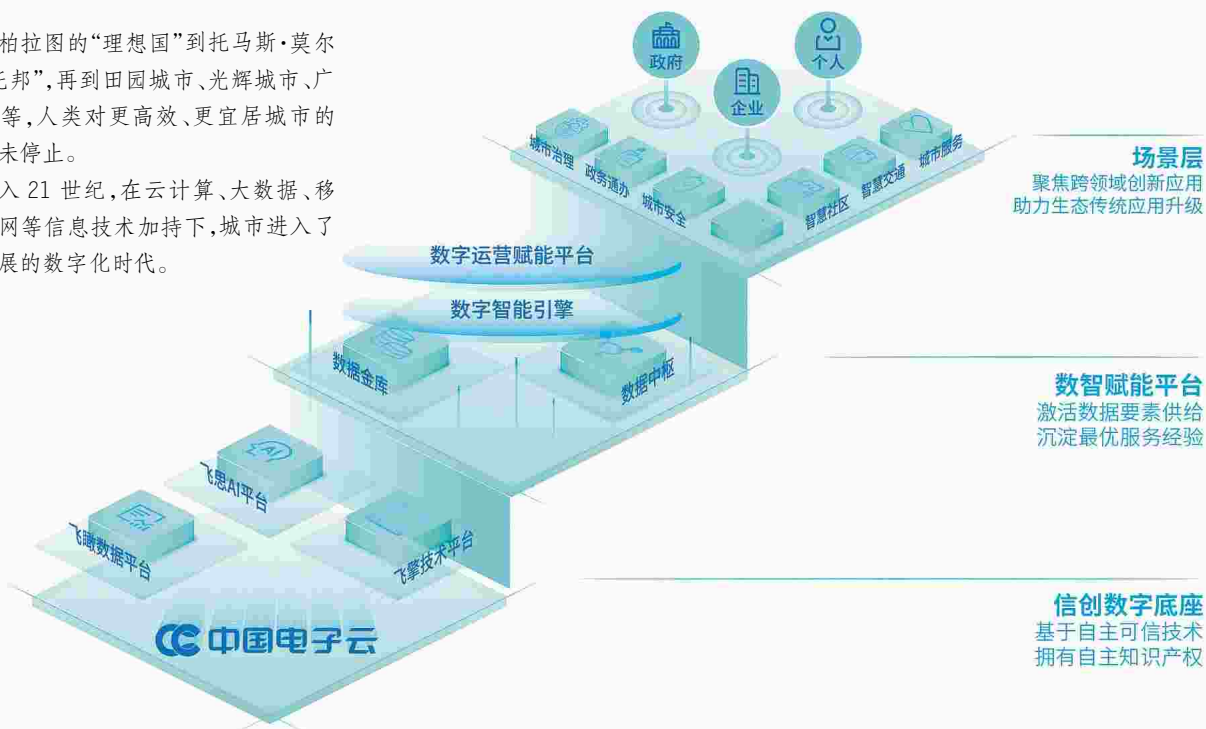 柏拉图的“理想国”到托马斯·莫尔
托邦”,再到田园城市、光辉城市、广
等,人类对更高效、更宜居城市的
未停止。
入 21 世纪,在云计算、大数据、移
网等信息技术加持下,城市进入了
展的数字化时代。
政府
个人
企业
城市治理
政务通办
城市安全
智慧社区
智慧交通
城市服务
场景层
聚焦跨领域创新应用
助力生态传统应用升级
数字运营赋能平台
数字智能引擎
数据金库
数据中枢
数智赋能平台
激活数据要素供给
沉淀最优服务经验
飞思AI平台
飞瞰数据平台
飞擎技术平台
中国电子云
信创数字底座
基于自主可信技术
拥有自主知识产权